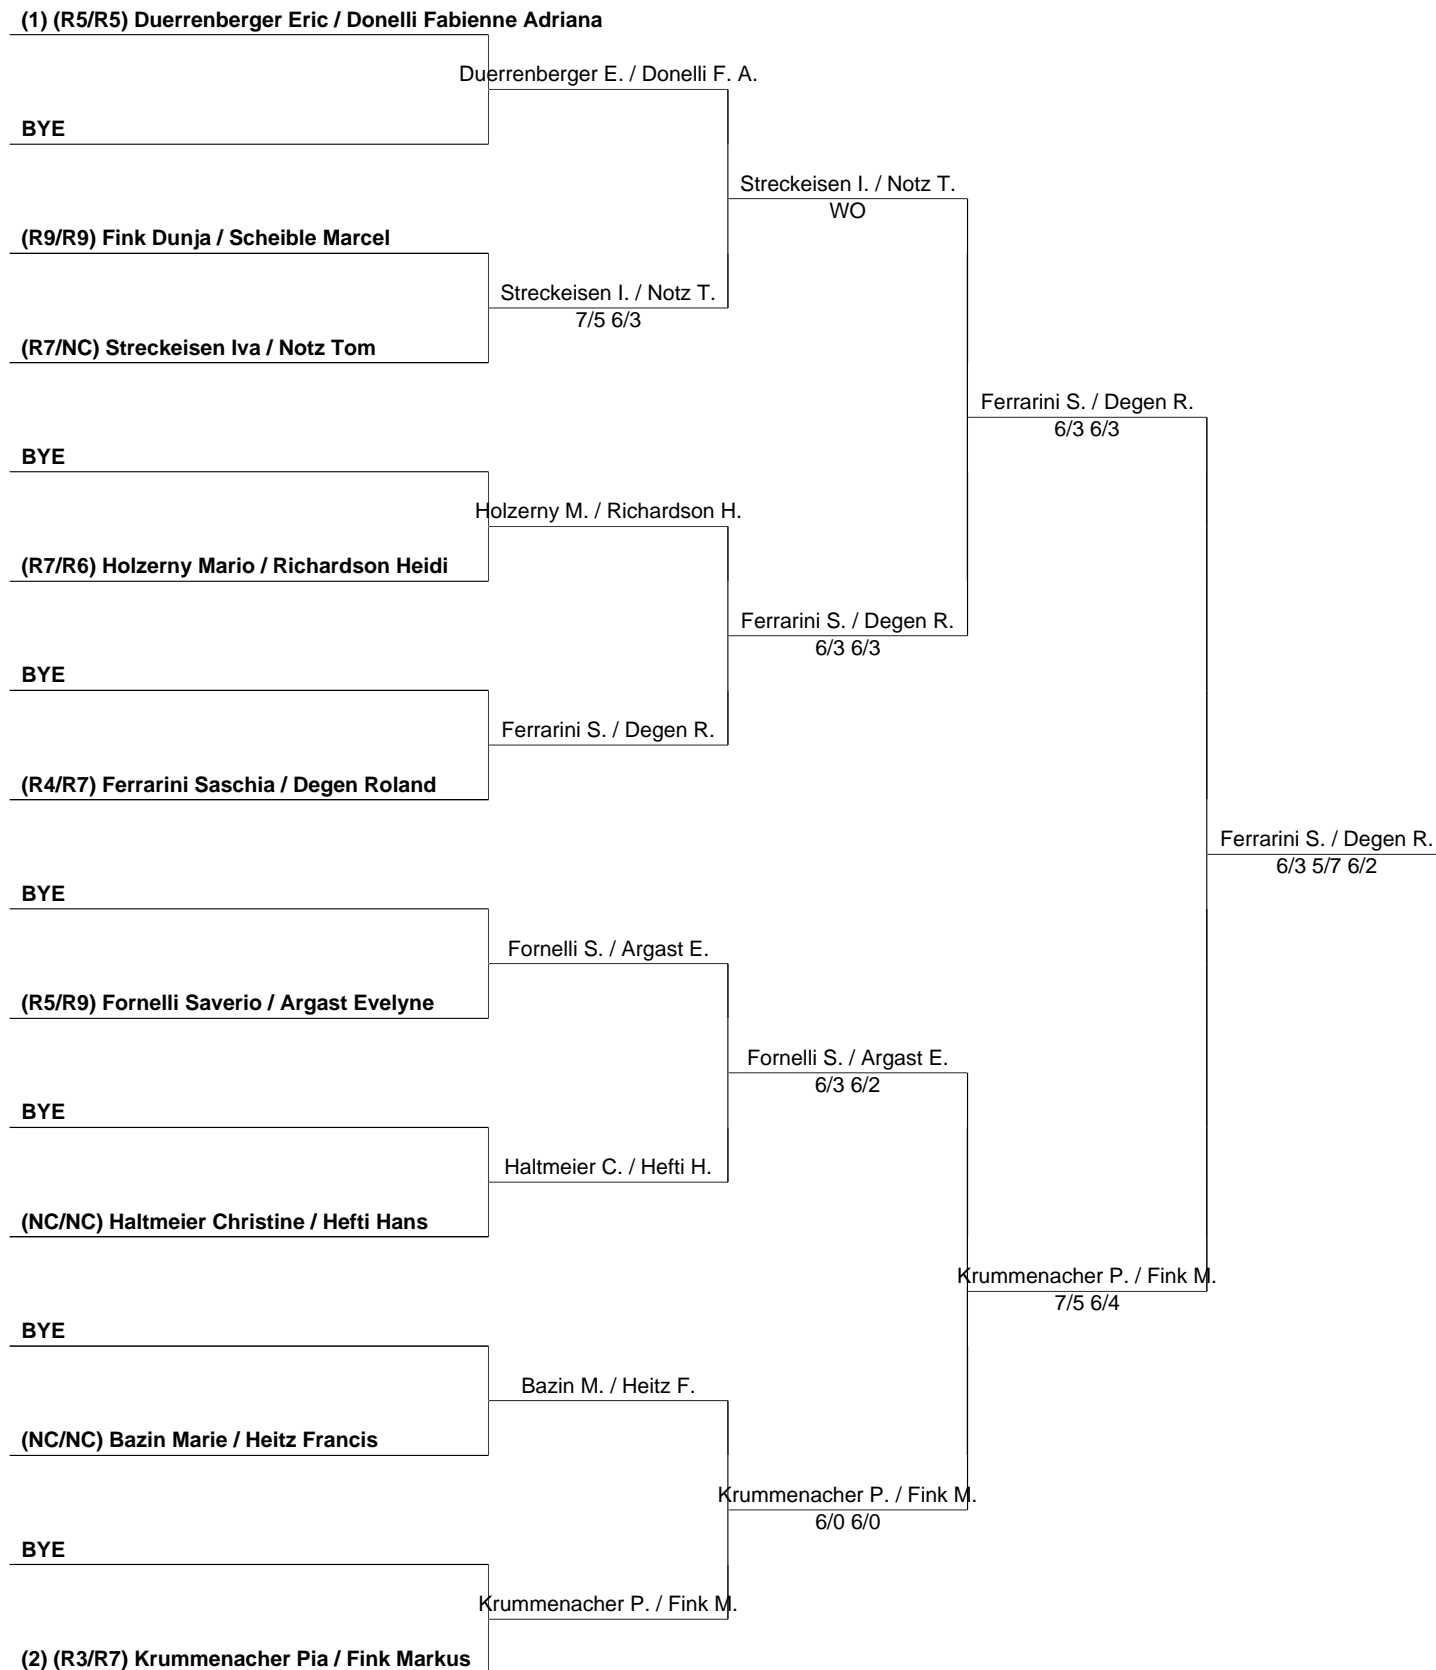 (1) (R5/R5) Duerrenberger Eric / Donelli Fabienne Adriana
Duerrenberger E. / Donelli F. A.
BYE
Streckeisen I. / Notz T.
WO
(R9/R9) Fink Dunja / Scheible Marcel
Streckeisen I. / Notz T.
7/5 6/3
(R7/NC) Streckeisen Iva / Notz Tom
Ferrarini S. / Degen R.
6/3 6/3
BYE
Holzerny M. / Richardson H.
(R7/R6) Holzerny Mario / Richardson Heidi
Ferrarini S. / Degen R.
6/3 6/3
BYE
Ferrarini S. / Degen R.
(R4/R7) Ferrarini Saschia / Degen Roland
Ferrarini S. / Degen R.
6/3 5/7 6/2
BYE
Fornelli S. / Argast E.
(R5/R9) Fornelli Saverio / Argast Evelyne
Fornelli S. / Argast E.
6/3 6/2
BYE
Haltmeier C. / Hefti H.
(NC/NC) Haltmeier Christine / Hefti Hans
Krummenacher P. / Fink M.
7/5 6/4
BYE
Bazin M. / Heitz F.
(NC/NC) Bazin Marie / Heitz Francis
Krummenacher P. / Fink M.
6/0 6/0
BYE
Krummenacher P. / Fink M.
(2) (R3/R7) Krummenacher Pia / Fink Markus